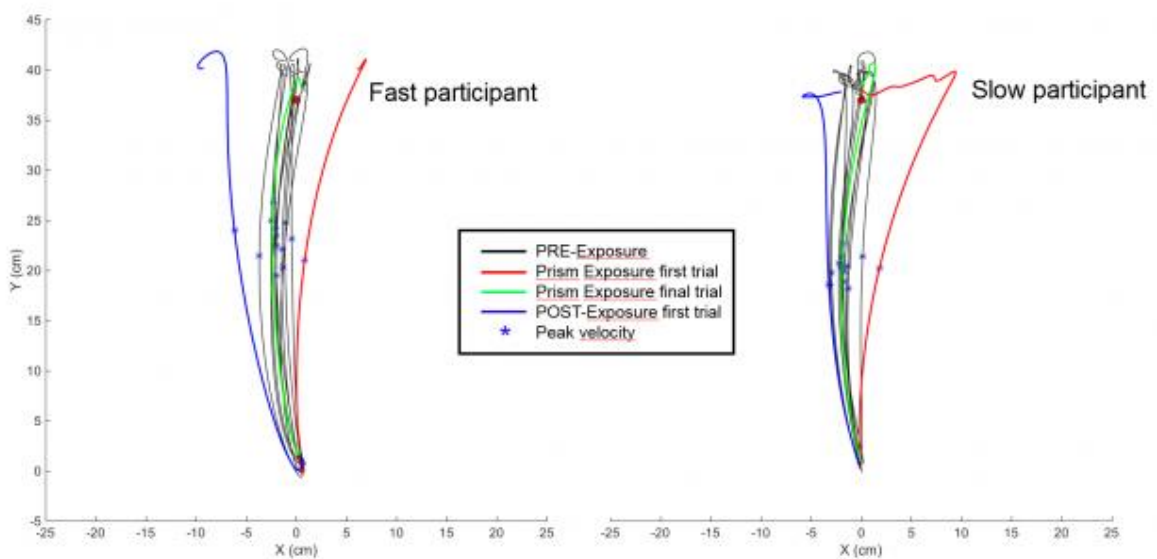 45
40
35
30
25
20
15
10
5
0
-5
Y (cm)
Fast participant
Slow participant
PRE-Exposure
Prism Exposure first trial
Prism Exposure final trial
POST-Exposure first trial
* Peak velocity
-25 -20 -15 -10 -5 0 5 10 15 20 25
X (cm)
-25 -20 -15 -10 -5 0 5 10 15 20 25
X (cm)